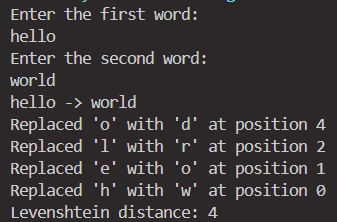 Enter the first word:
hello
Enter the second word:
world
hello -> world
Replaced 'o' with 'd' at position 4
Replaced 'l' with 'r' at position 2
Replaced 'e' with 'o' at position 1
Replaced 'h' with 'w' at position 0
Levenshtein distance: 4